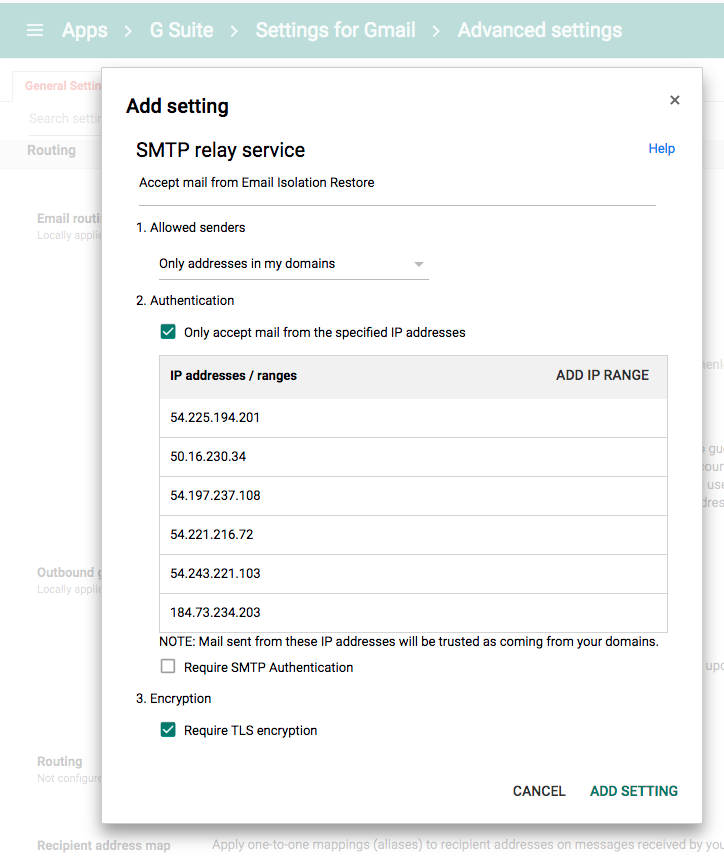 Apps > G Suite > Settings for Gmail > Advanced settings
General Settin
Search settin
Routing
Email routi
Locally applie
Outbound g
Locally applie
Routing
Not configure
Add setting
×
SMTP relay service
Help
Accept mail from Email Isolation Restore
1. Allowed senders
Only addresses in my domains
2. Authentication
Only accept mail from the specified IP addresses
IP addresses / ranges ADD IP RANGE
54.225.194.201
50.16.230.34
54.197.237.108
54.221.216.72
54.243.221.103
184.73.234.203
NOTE: Mail sent from these IP addresses will be trusted as coming from your domains.
Require SMTP Authentication
3. Encryption
Require TLS encryption
CANCEL ADD SETTING
Recipient address map Apply one-to-one mappings (aliases) to recipient addresses on messages received by you